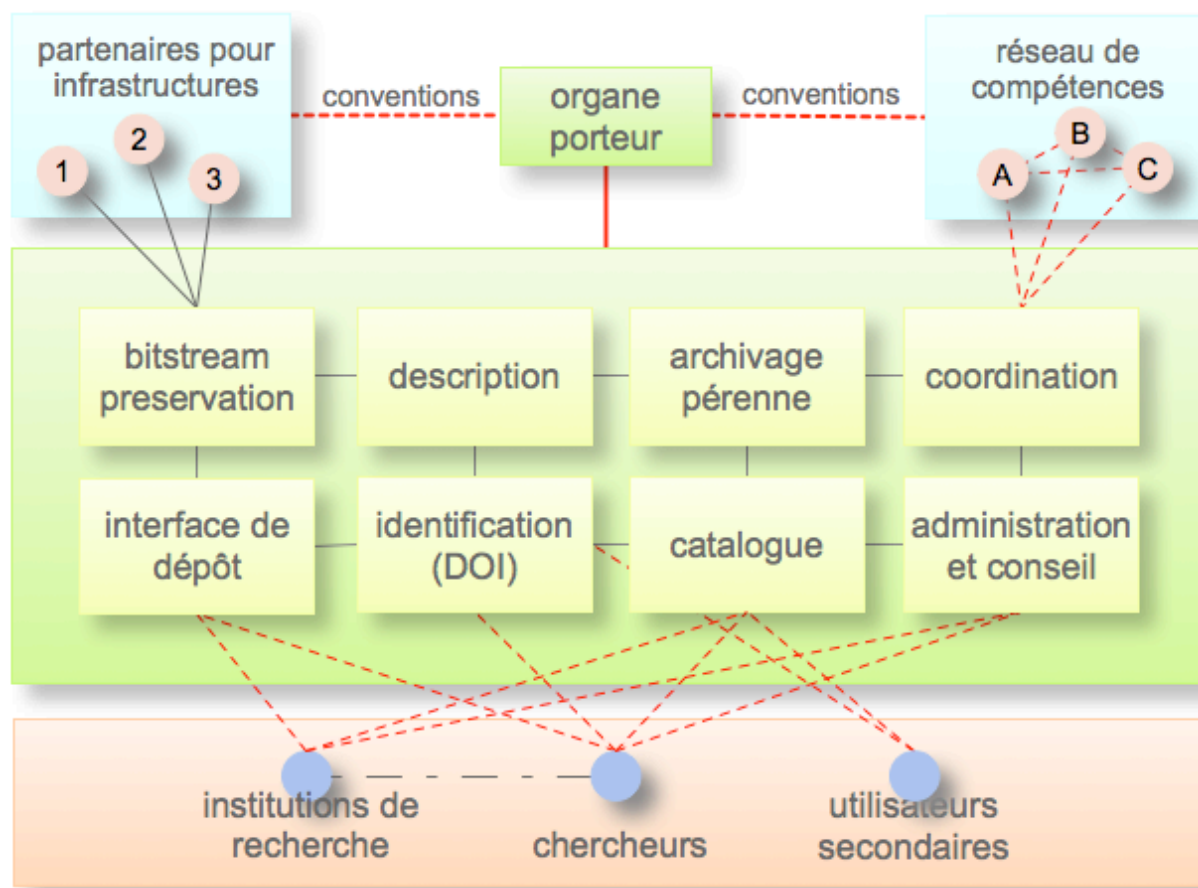 partenaires pour
infrastructures
1
2
3
conventions
organe
porteur
conventions
réseau de
compétences
A
B
C
bitstream
preservation
description
archivage
pérenne
coordination
interface de
dépôt
identification
(DOI)
catalogue
administration
et conseil
institutions de
recherche
chercheurs
utilisateurs
secondaires